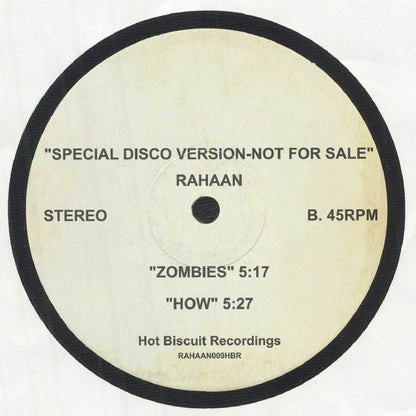 "SPECIAL DISCO VERSION-NOT FOR SALE"
RAHAAN
STEREO B. 45RPM
"ZOMBIES" 5:17
"HOW" 5:27
Hot Biscuit Recordings
RAHAAN009HBR